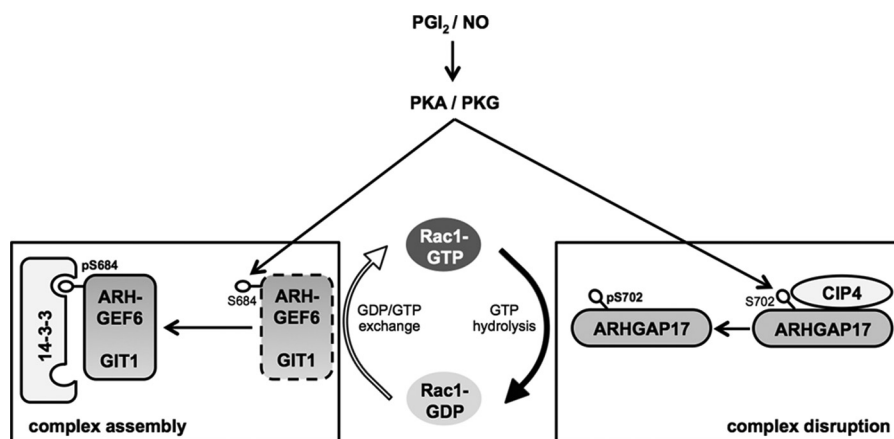 PGI₂ / NO
PKA / PKG
pS684
14-3-3
ARH-
GEF6
GIT1
complex assembly
S684
ARH-
GEF6
GIT1
Rac1-
GTP
GDP/GTP
exchange
GTP
hydrolysis
Rac1-
GDP
pS702
ARHGAP17
S702
CIP4
ARHGAP17
complex disruption